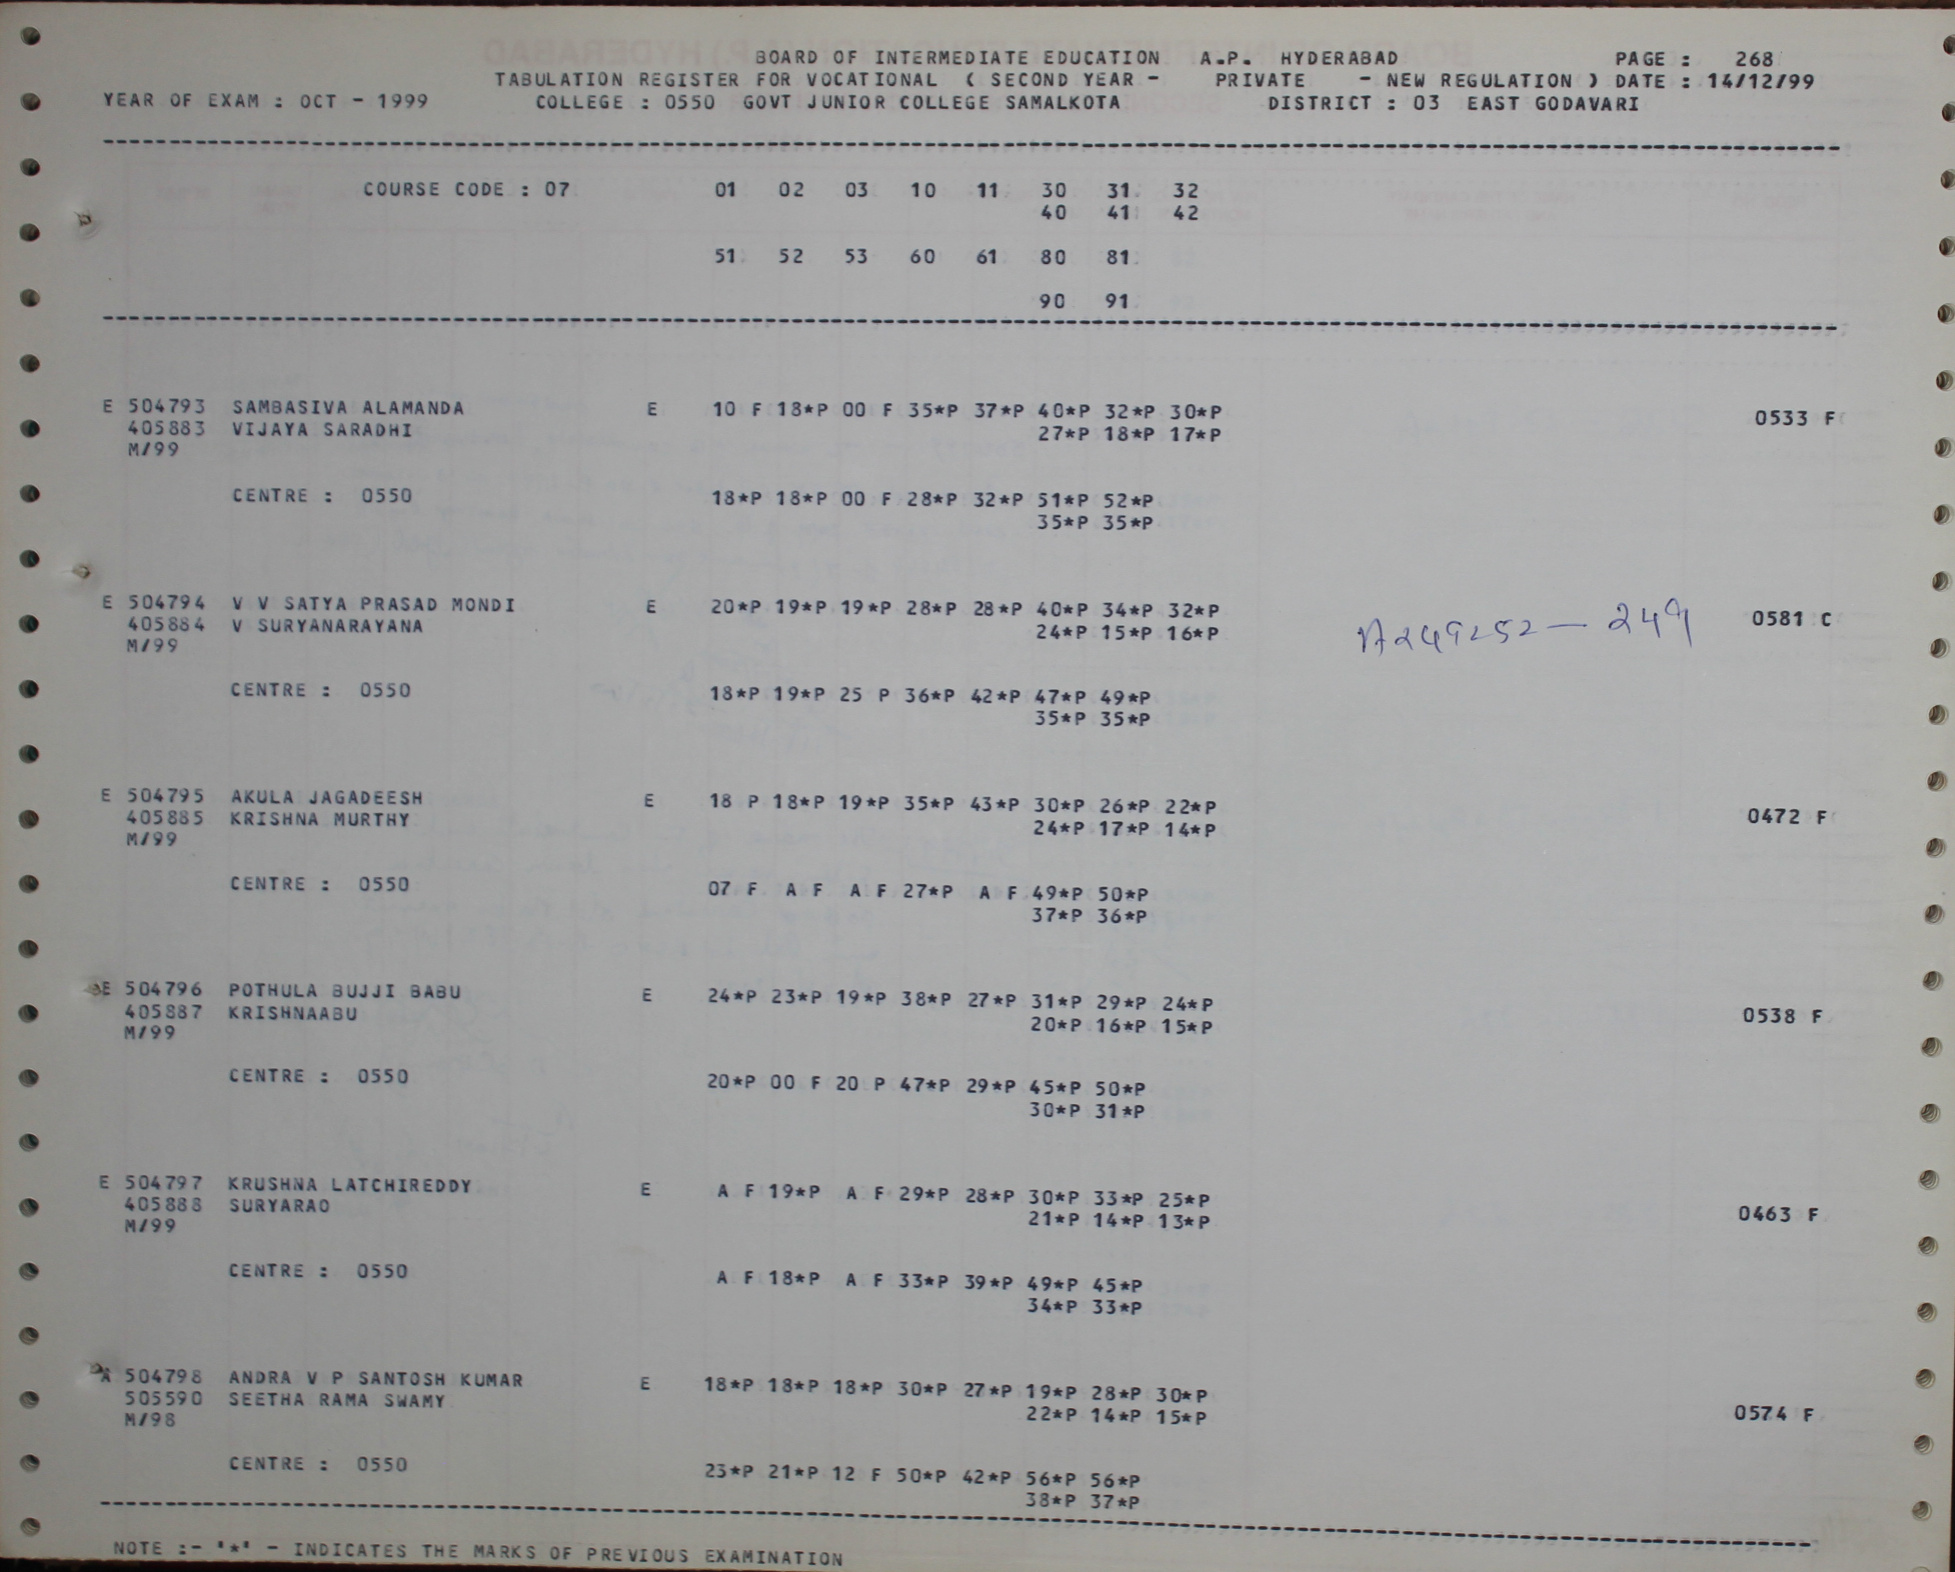 BOARD OF INTERMEDIATE EDUCATION A.P. HYDERABAD PAGE : 268
TABULATION REGISTER FOR VOCATIONAL ( SECOND YEAR - PRIVATE - NEW REGULATION ) DATE : 14/12/99
YEAR OF EXAM : OCT - 1999 COLLEGE : 0550 GOVT JUNIOR COLLEGE SAMALKOTA DISTRICT : 03 EAST GODAVARI
COURSE CODE : 07 01 02 03 10 11 30 31 32
40 41 42
51 52 53 60 61 80 81
90 91
E 504793 SAMBASIVA ALAMANDA E 10 F 18*P 00 F 35*P 37*P 40*P 32*P 30*P 0533 F
405883 VIJAYA SARADHI 27*P 18*P 17*P
M/99
CENTRE : 0550 18*P 18*P 00 F 28*P 32*P 51*P 52*P
35*P 35*P
E 504794 V V SATYA PRASAD MONDI E 20*P 19*P 19*P 28*P 28*P 40*P 34*P 32*P 0581 C
405884 V SURYANARAYANA 24*P 15*P 16*P A249252 - 249
M/99
CENTRE : 0550 18*P 19*P 25 P 36*P 42*P 47*P 49*P
35*P 35*P
E 504795 AKULA JAGADEESH E 18 P 18*P 19*P 35*P 43*P 30*P 26*P 22*P 0472 F
405885 KRISHNA MURTHY 24*P 17*P 14*P
M/99
CENTRE : 0550 07 F A F A F 27*P A F 49*P 50*P
37*P 36*P
E 504796 POTHULA BUJJI BABU E 24*P 23*P 19*P 38*P 27*P 31*P 29*P 24*P 0538 F
405887 KRISHNAABU 20*P 16*P 15*P
M/99
CENTRE : 0550 20*P 00 F 20 P 47*P 29*P 45*P 50*P
30*P 31*P
E 504797 KRUSHNA LATCHIREDDY E A F 19*P A F 29*P 28*P 30*P 33*P 25*P 0463 F
405888 SURYARAO 21*P 14*P 13*P
M/99
CENTRE : 0550 A F 18*P A F 33*P 39*P 49*P 45*P
34*P 33*P
A 504798 ANDRA V P SANTOSH KUMAR E 18*P 18*P 18*P 30*P 27*P 19*P 28*P 30*P 0574 F
505590 SEETHA RAMA SWAMY 22*P 14*P 15*P
M/98
CENTRE : 0550 23*P 21*P 12 F 50*P 42*P 56*P 56*P
38*P 37*P
NOTE :- '*' - INDICATES THE MARKS OF PREVIOUS EXAMINATION